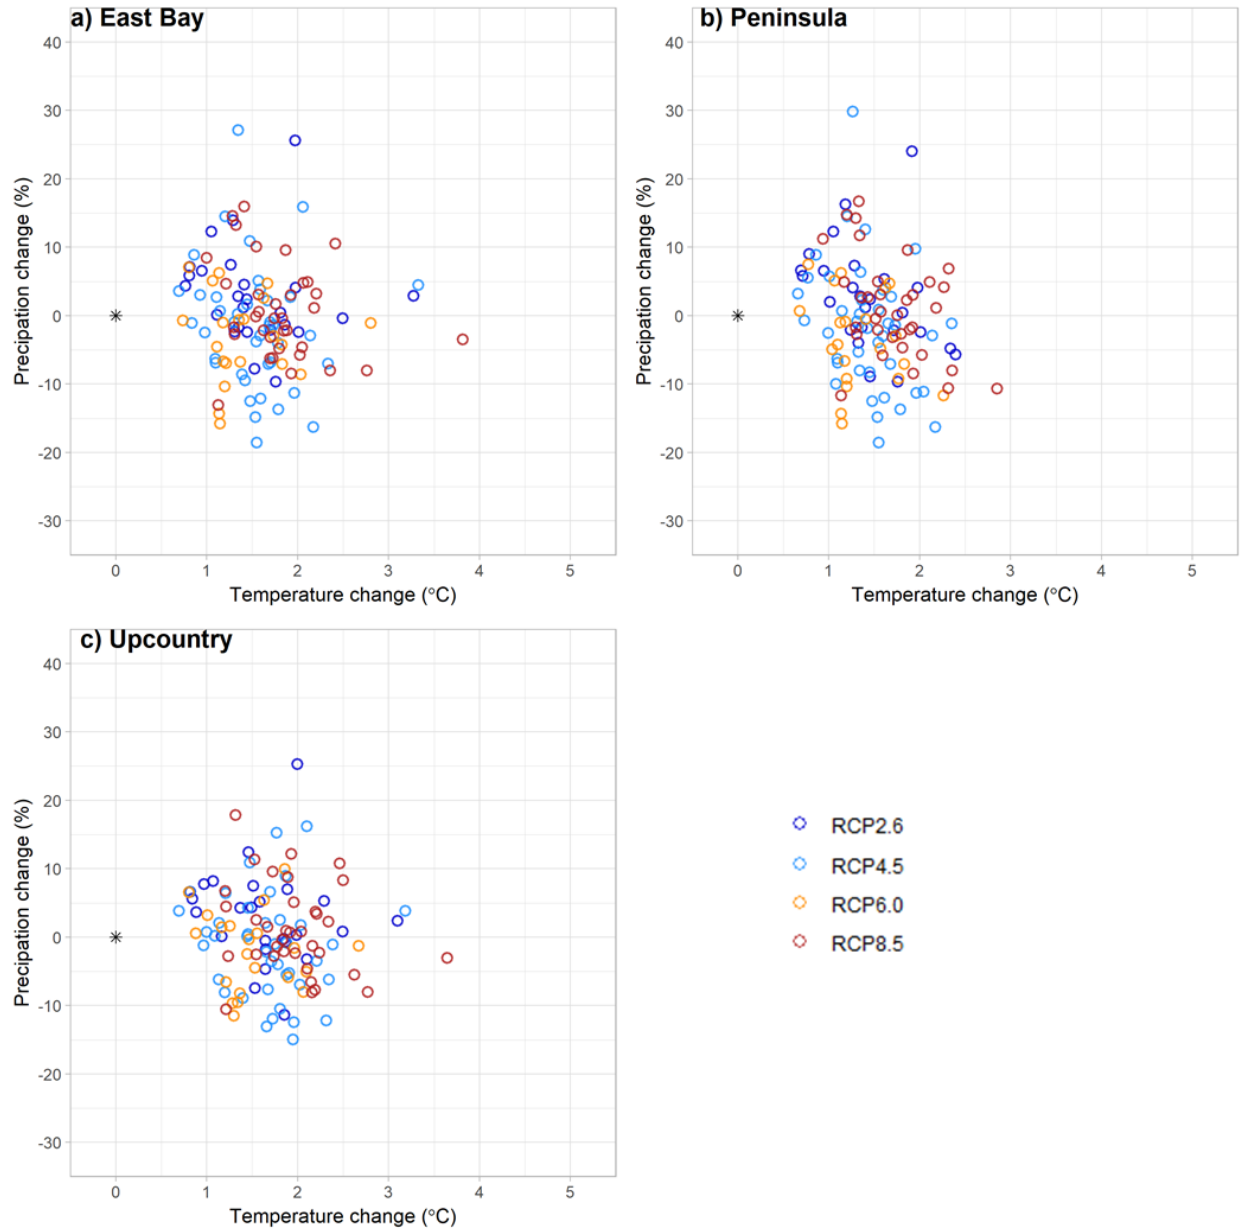 a) East Bay
40
30
20
10
0
-10
-20
-30
Precipation change (%)
0 1 2 3 4 5
Temperature change (°C)
b) Peninsula
40
30
20
10
0
-10
-20
-30
Precipation change (%)
0 1 2 3 4 5
Temperature change (°C)
c) Upcountry
40
30
20
10
0
-10
-20
-30
Precipation change (%)
0 1 2 3 4 5
Temperature change (°C)
RCP2.6
RCP4.5
RCP6.0
RCP8.5